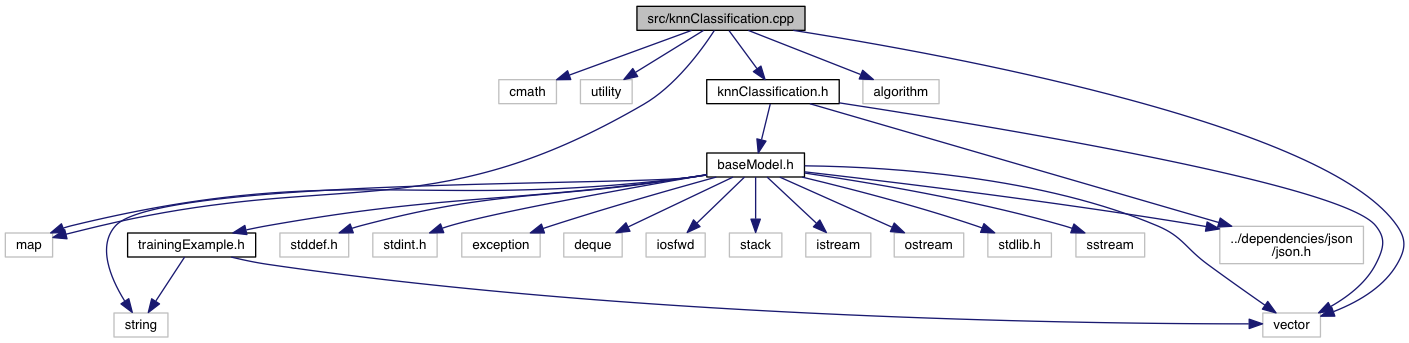 src/knnClassification.cpp
cmath
utility
knnClassification.h
algorithm
baseModel.h
map
trainingExample.h
stddef.h
stdint.h
exception
deque
iosfwd
stack
istream
ostream
stdlib.h
sstream
../dependencies/json
/json.h
string
vector